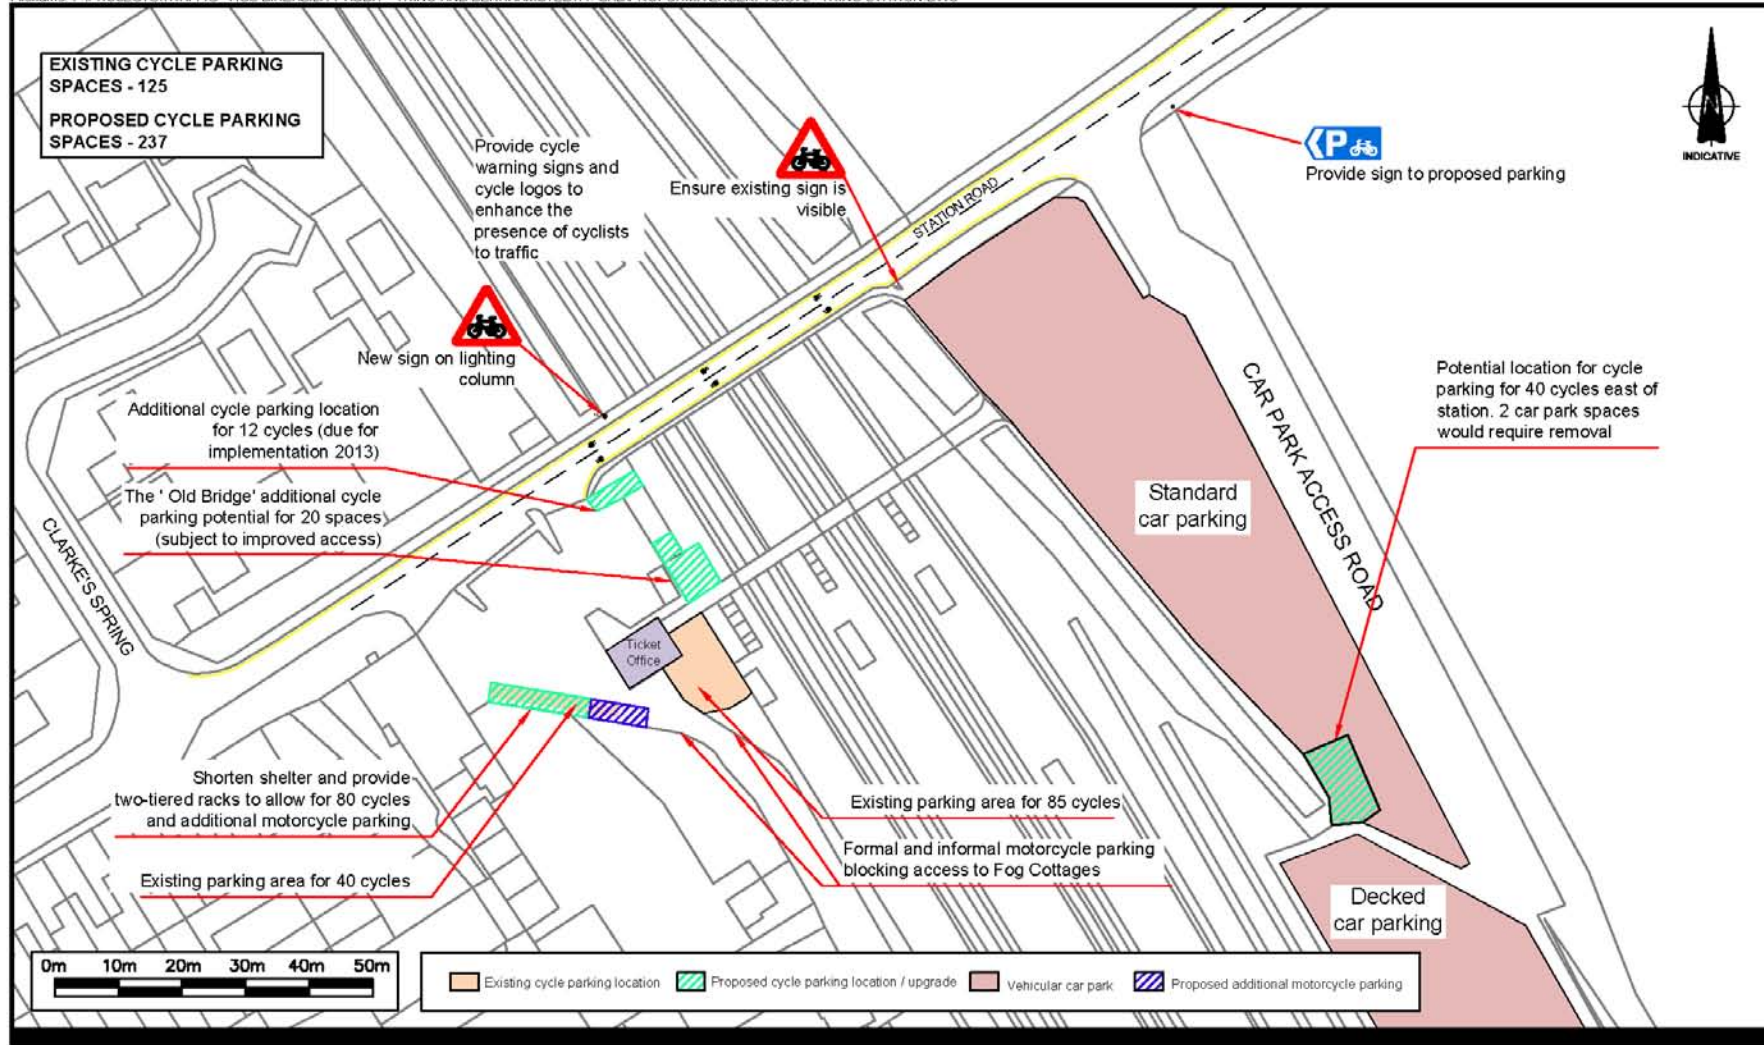 EXISTING CYCLE PARKING
SPACES - 125
PROPOSED CYCLE PARKING
SPACES - 237
Provide cycle
warning signs and
cycle logos to
enhance the
presence of cyclists
to traffic
Ensure existing sign is
visible
STATION ROAD
P
Provide sign to proposed parking
INDICATIVE
New sign on lighting
column
Additional cycle parking location
for 12 cycles (due for
implementation 2013)
The ' Old Bridge' additional cycle
parking potential for 20 spaces
(subject to improved access)
CLARKE'S SPRING
Potential location for cycle
parking for 40 cycles east of
station. 2 car park spaces
would require removal
CAR PARK ACCESS ROAD
Standard
car parking
Ticket
Office
Shorten shelter and provide
two-tiered racks to allow for 80 cycles
and additional motorcycle parking
Existing parking area for 40 cycles
Existing parking area for 85 cycles
Formal and informal motorcycle parking
blocking access to Fog Cottages
Decked
car parking
0m 10m 20m 30m 40m 50m
Existing cycle parking location
Proposed cycle parking location / upgrade
Vehicular car park
Proposed additional motorcycle parking